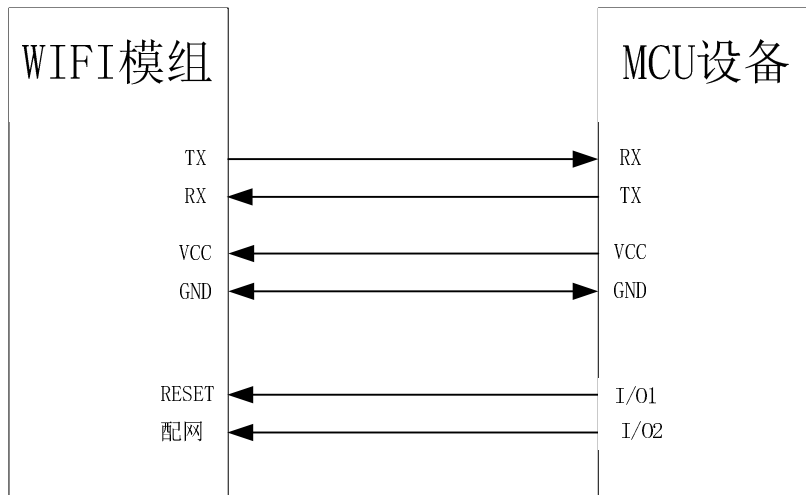 WIFI模组 MCU设备
TX RX
RX TX
VCC VCC
GND GND
RESET I/O1
配网 I/O2